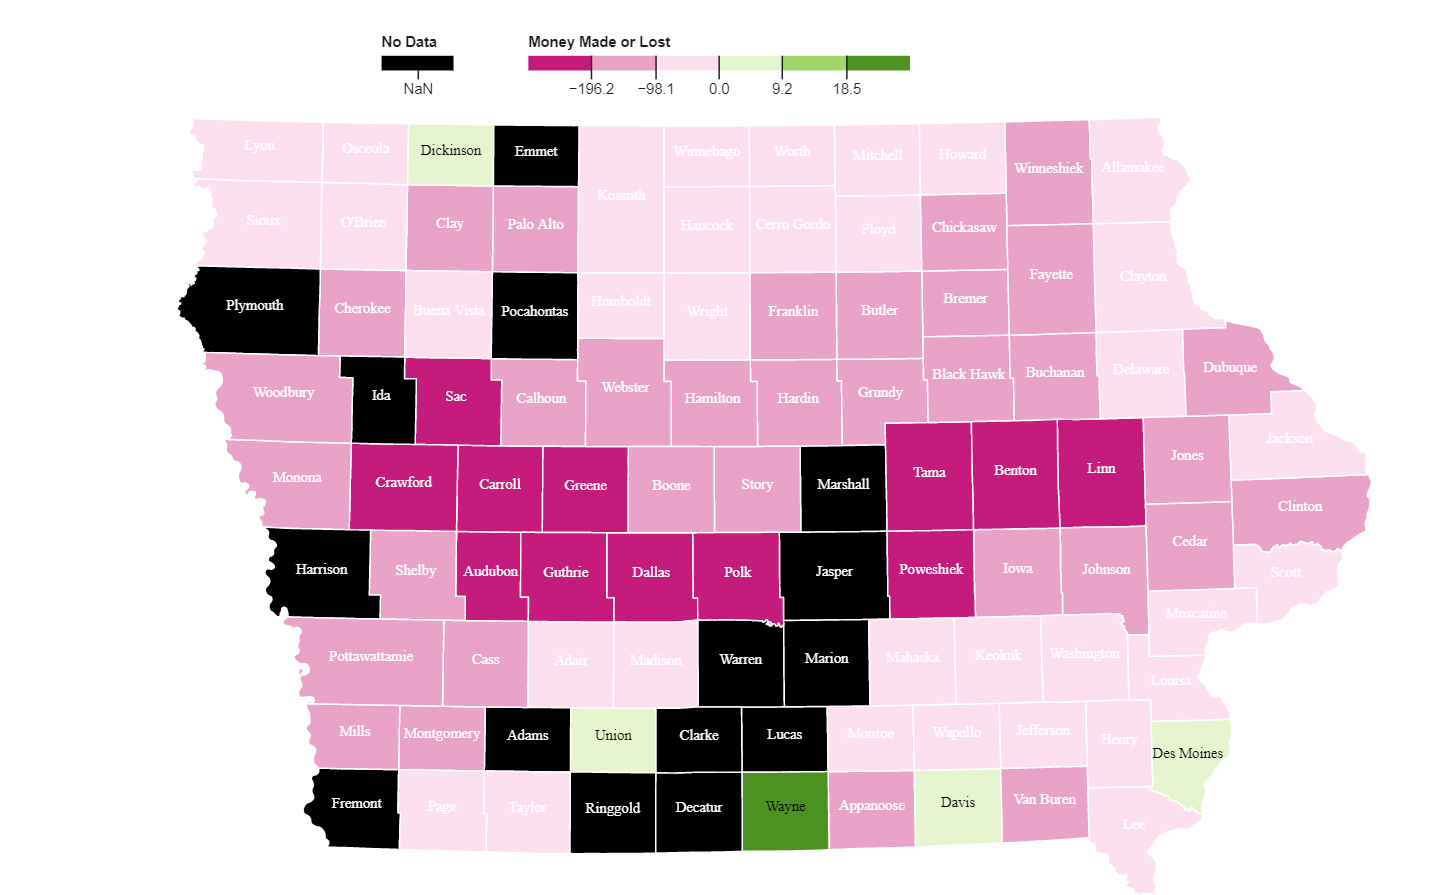 No Data
Money Made or Lost
NaN
−196.2 −98.1 0.0 9.2 18.5
Lyon Osceola Dickinson Emmet Winnebago Worth Mitchell Howard Winneshiek Allamakee
Kossuth
Sioux O'Brien Clay Palo Alto Hancock Cerro Gordo Floyd Chickasaw
Fayette Clayton
Plymouth Cherokee Buena Vista Pocahontas Humboldt Wright Franklin Butler Bremer
Woodbury Ida Sac Calhoun Webster Hamilton Hardin Grundy Black Hawk Buchanan Delaware Dubuque
Monona Crawford Carroll Greene Boone Story Marshall Tama Benton Linn Jones Jackson
Clinton
Harrison Shelby Audubon Guthrie Dallas Polk Jasper Poweshiek Iowa Johnson Cedar Scott
Muscatine
Pottawattamie Cass Adair Madison Warren Marion Mahaska Keokuk Washington Louisa
Mills Montgomery Adams Union Clarke Lucas Monroe Wapello Jefferson Henry Des Moines
Fremont Page Taylor Ringgold Decatur Wayne Appanoose Davis Van Buren Lee